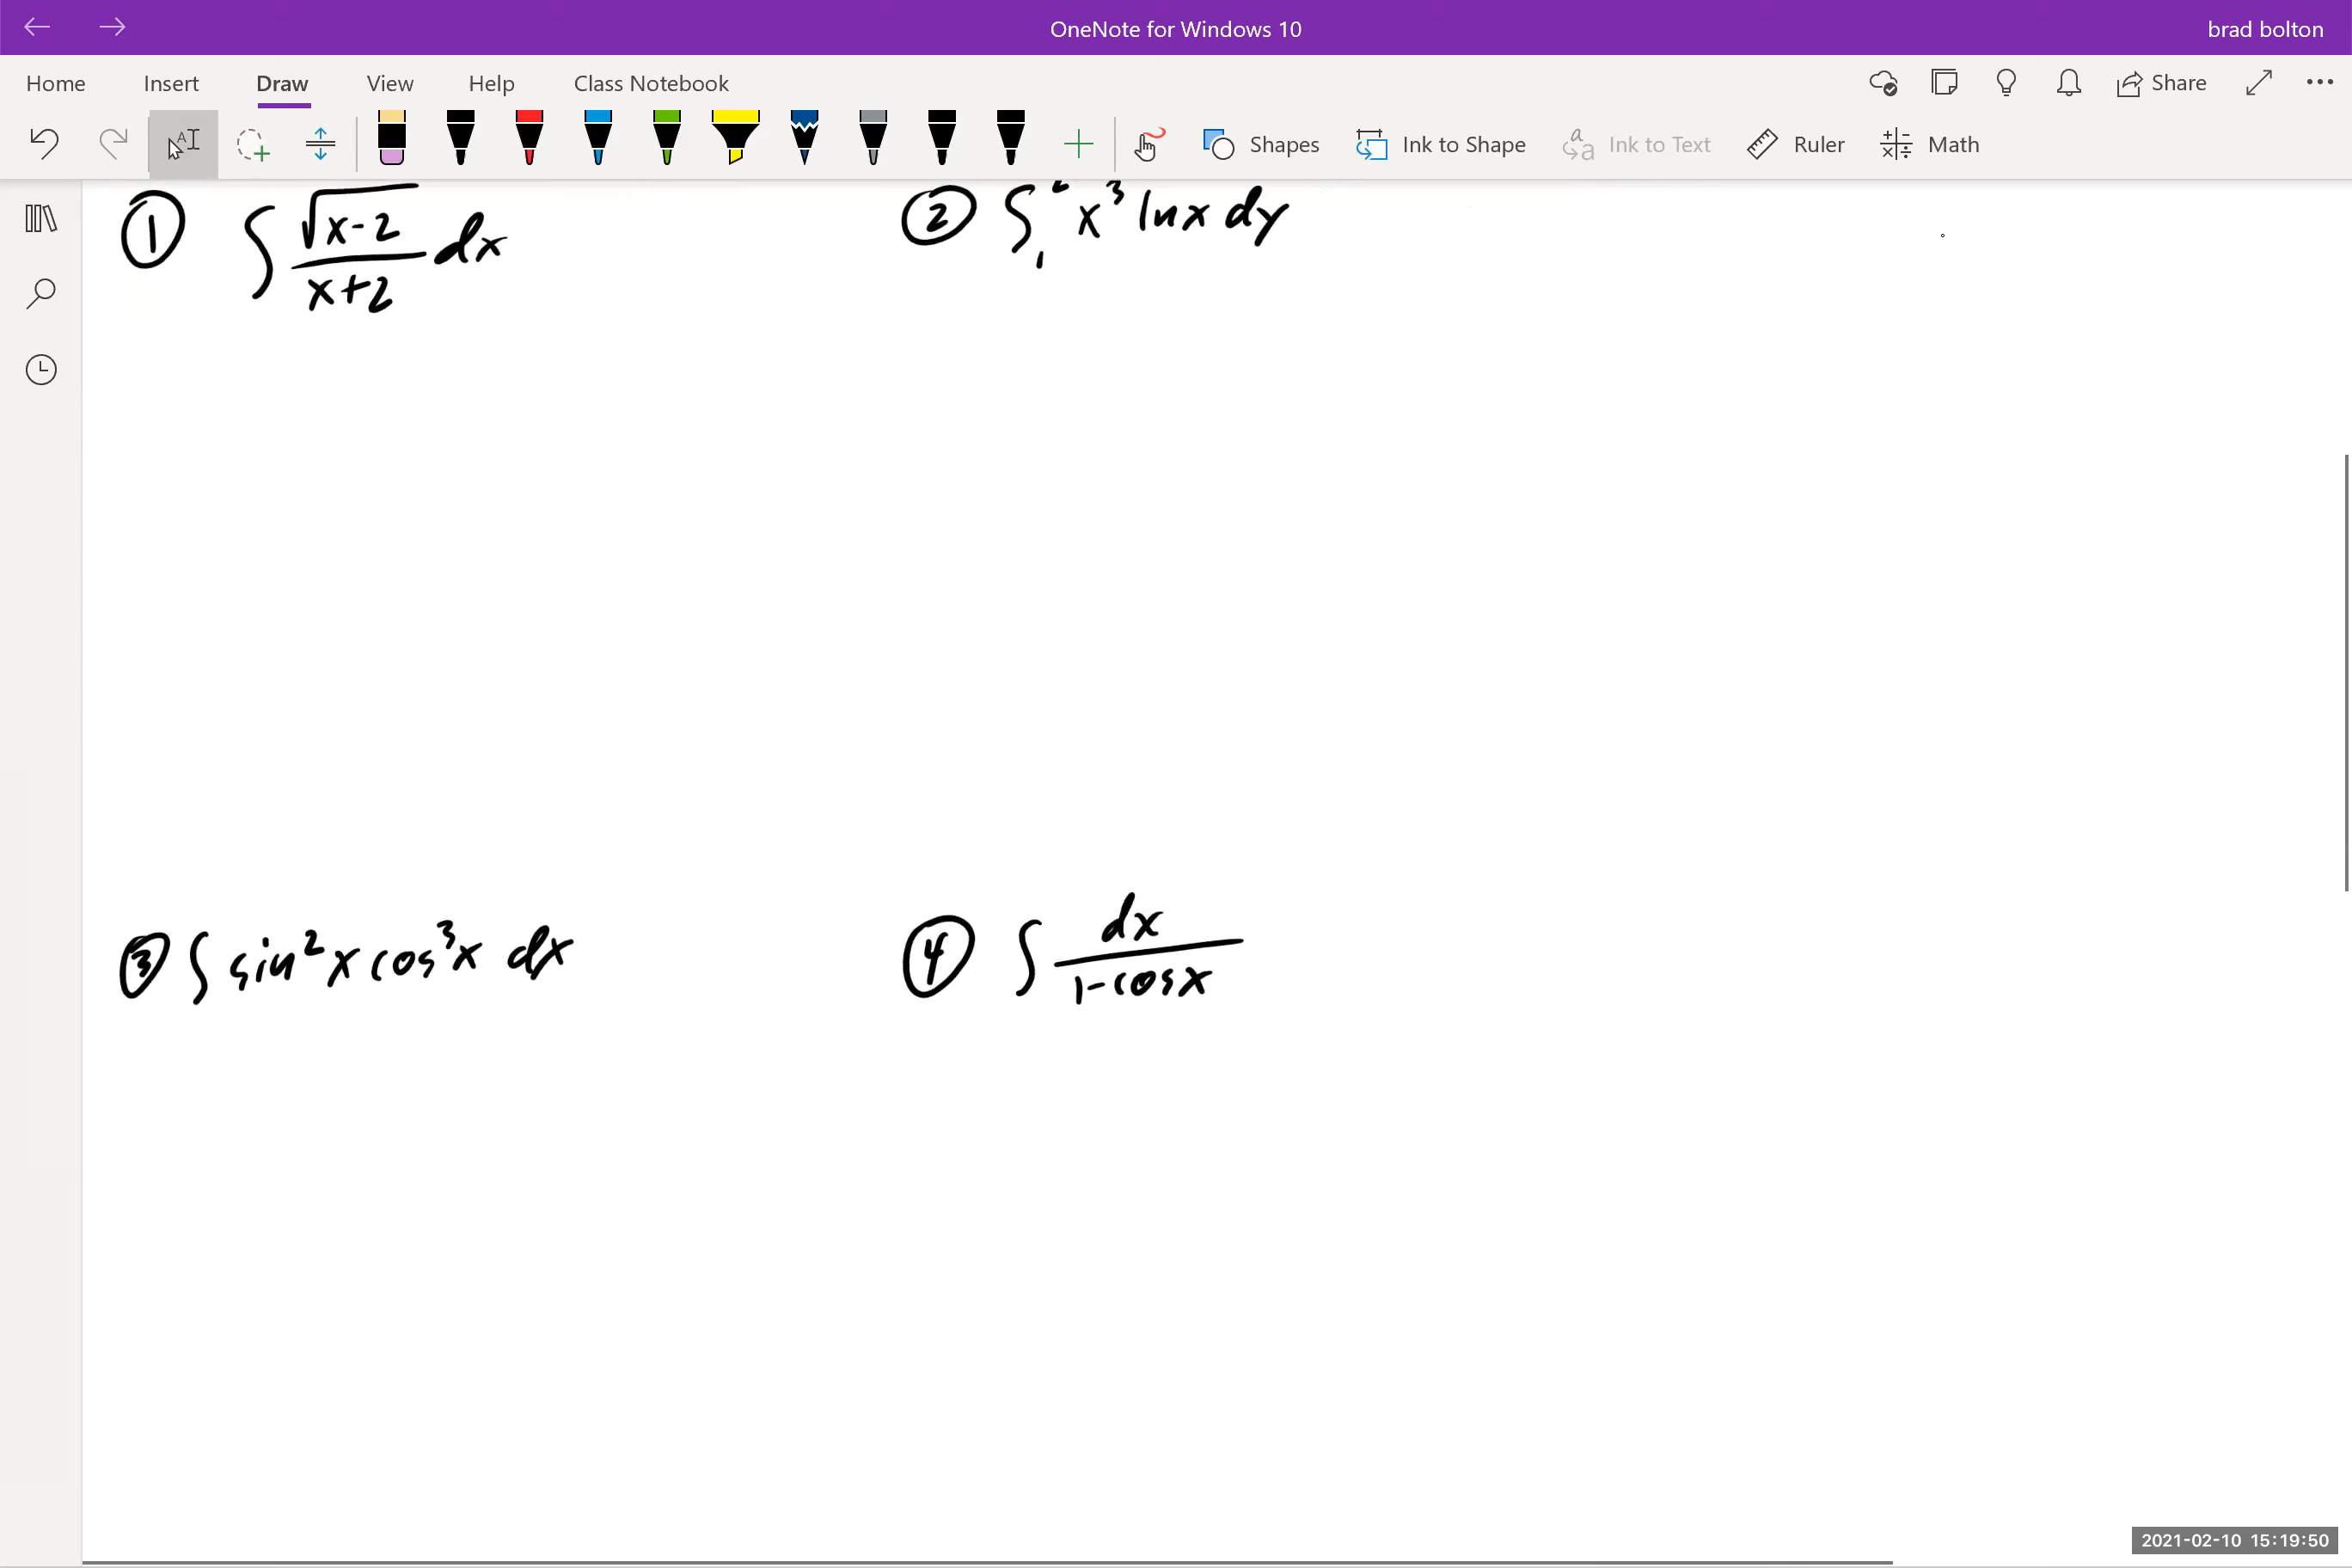 OneNote for Windows 10
brad bolton
Home Insert Draw View Help Class Notebook Share
Shapes Ink to Shape Ink to Text Ruler Math
① ∫ √(x-2)/(x+2) dx
② ∫₁² x³ ln x dy
③ ∫ sin²x cos³x dx
④ ∫ dx/(1-cosx)
2021-02-10 15:19:50